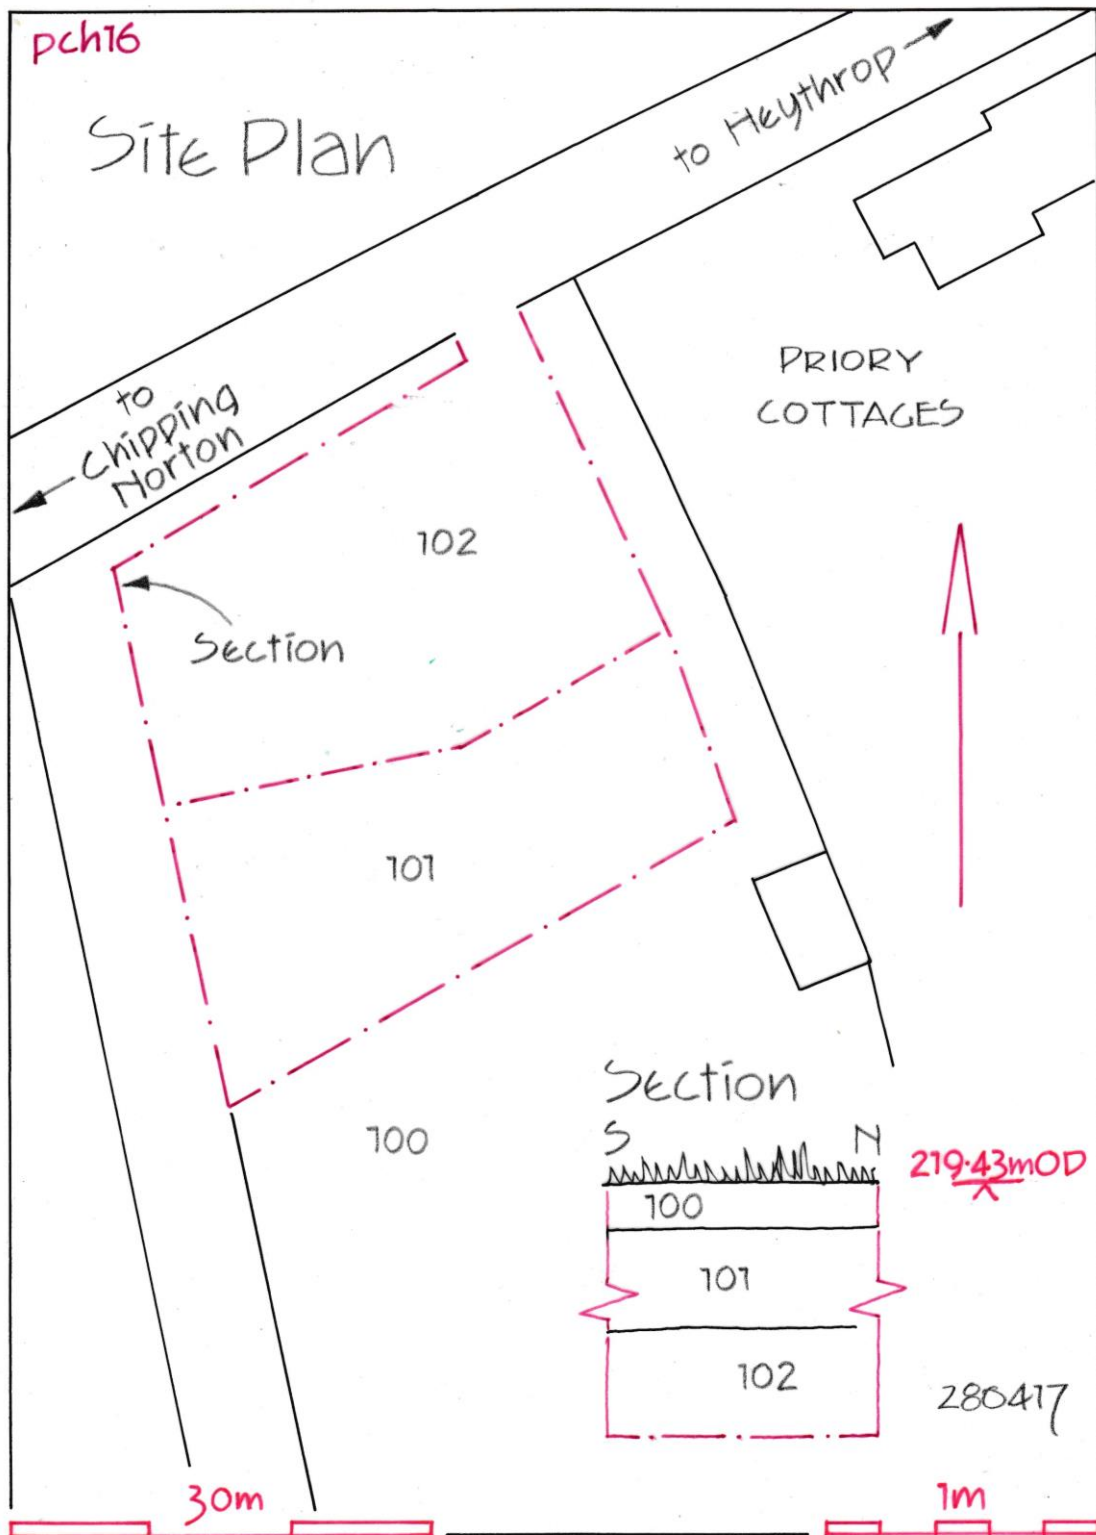 pch16
Site Plan
to Heythrop
to
Chipping
Norton
PRIORY
COTTAGES
102
Section
101
100
Section
S N
219.43mOD
100
101
102
280417
30m
1m